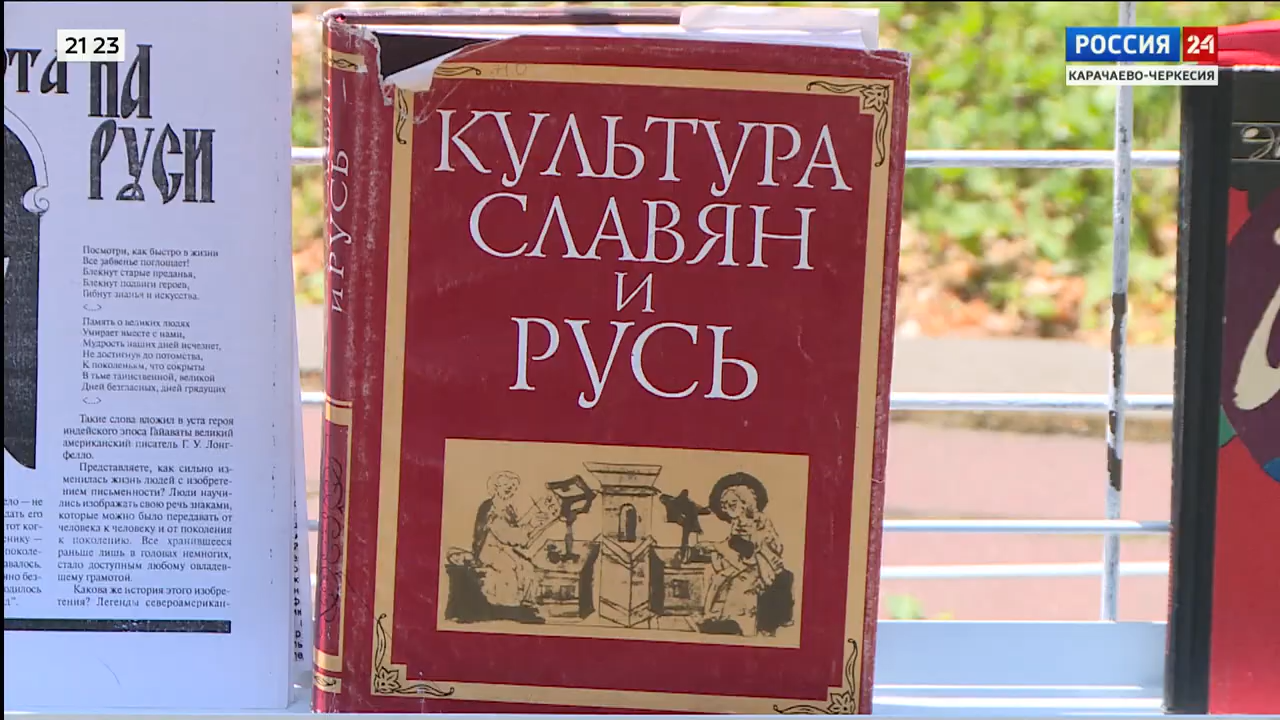 21 23
РОССИЯ 24
КАРАЧАЕВО-ЧЕРКЕСИЯ
НА
РУСИ
Посмотри, как быстро в жизни
Все забвенье поглощает!
Блекнут старые преданья,
Блекнут подвиги героев,
Гибнут знанья и искусства.
Память о великих людях
Умирает вместе с нами,
Мудрость наших дней исчезнет,
Не достигнув до потомства,
К поколеньям, что сокрыты
В тьме таинственной, великой
Дней безгласных, дней грядущих
Такие слова вложил в уста героя
индейского эпоса Гайаваты великий
американский писатель Г. У. Лонг-
фелло.
Представляете, как сильно из-
менилась жизнь людей с изобрете-
нием письменности? Люди научи-
лись изображать свою речь знаками,
которые можно было передавать от
человека к человеку и от поколения
к поколению. Все хранившееся
раньше лишь в головах немногих,
стало доступным любому овладев-
шему грамотой.
Какова же история этого изобре-
тения? Легенды североамерикан-
И РУСЬ
КУЛЬТУРА
СЛАВЯН
И
РУСЬ